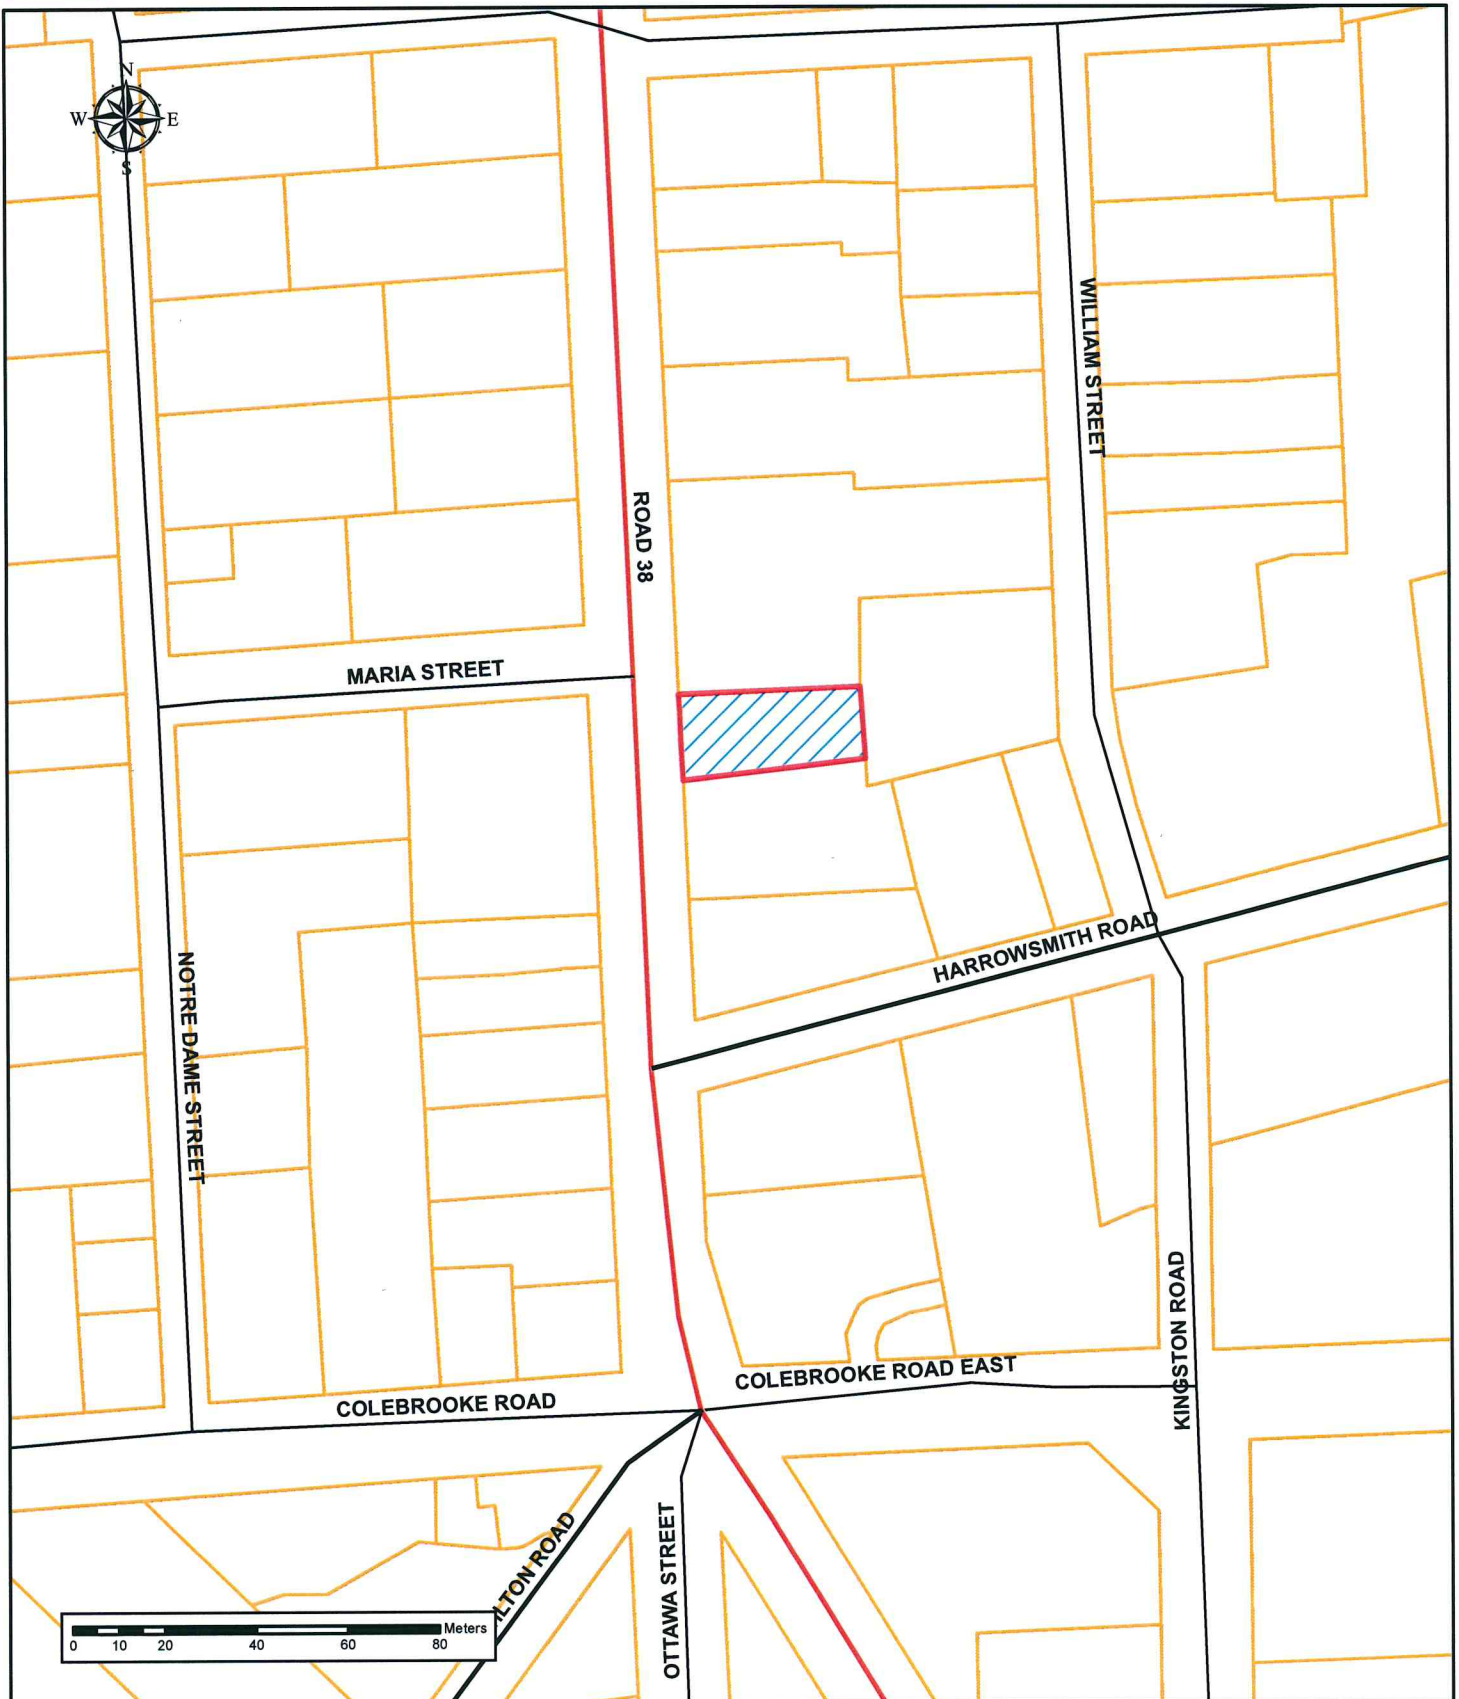 N
W E
S
WILLIAM STREET
ROAD 38
MARIA STREET
HARROWSMITH ROAD
NOTRE DAME STREET
KINGSTON ROAD
COLEBROOKE ROAD EAST
COLEBROOKE ROAD
ILTON ROAD
OTTAWA STREET
Meters
0 10 20 40 60 80